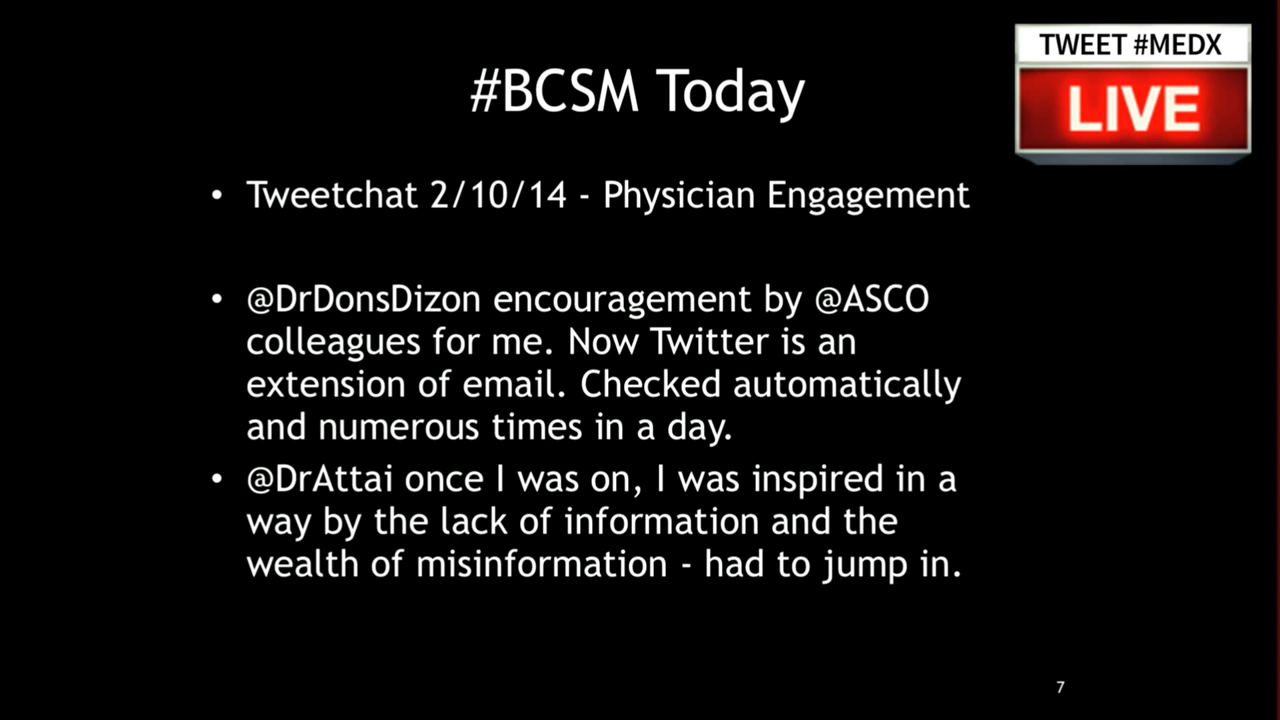 TWEET #MEDX
LIVE
#BCSM Today
• Tweetchat 2/10/14 - Physician Engagement
• @DrDonsDizon encouragement by @ASCO
colleagues for me. Now Twitter is an
extension of email. Checked automatically
and numerous times in a day.
• @DrAttai once I was on, I was inspired in a
way by the lack of information and the
wealth of misinformation - had to jump in.
7